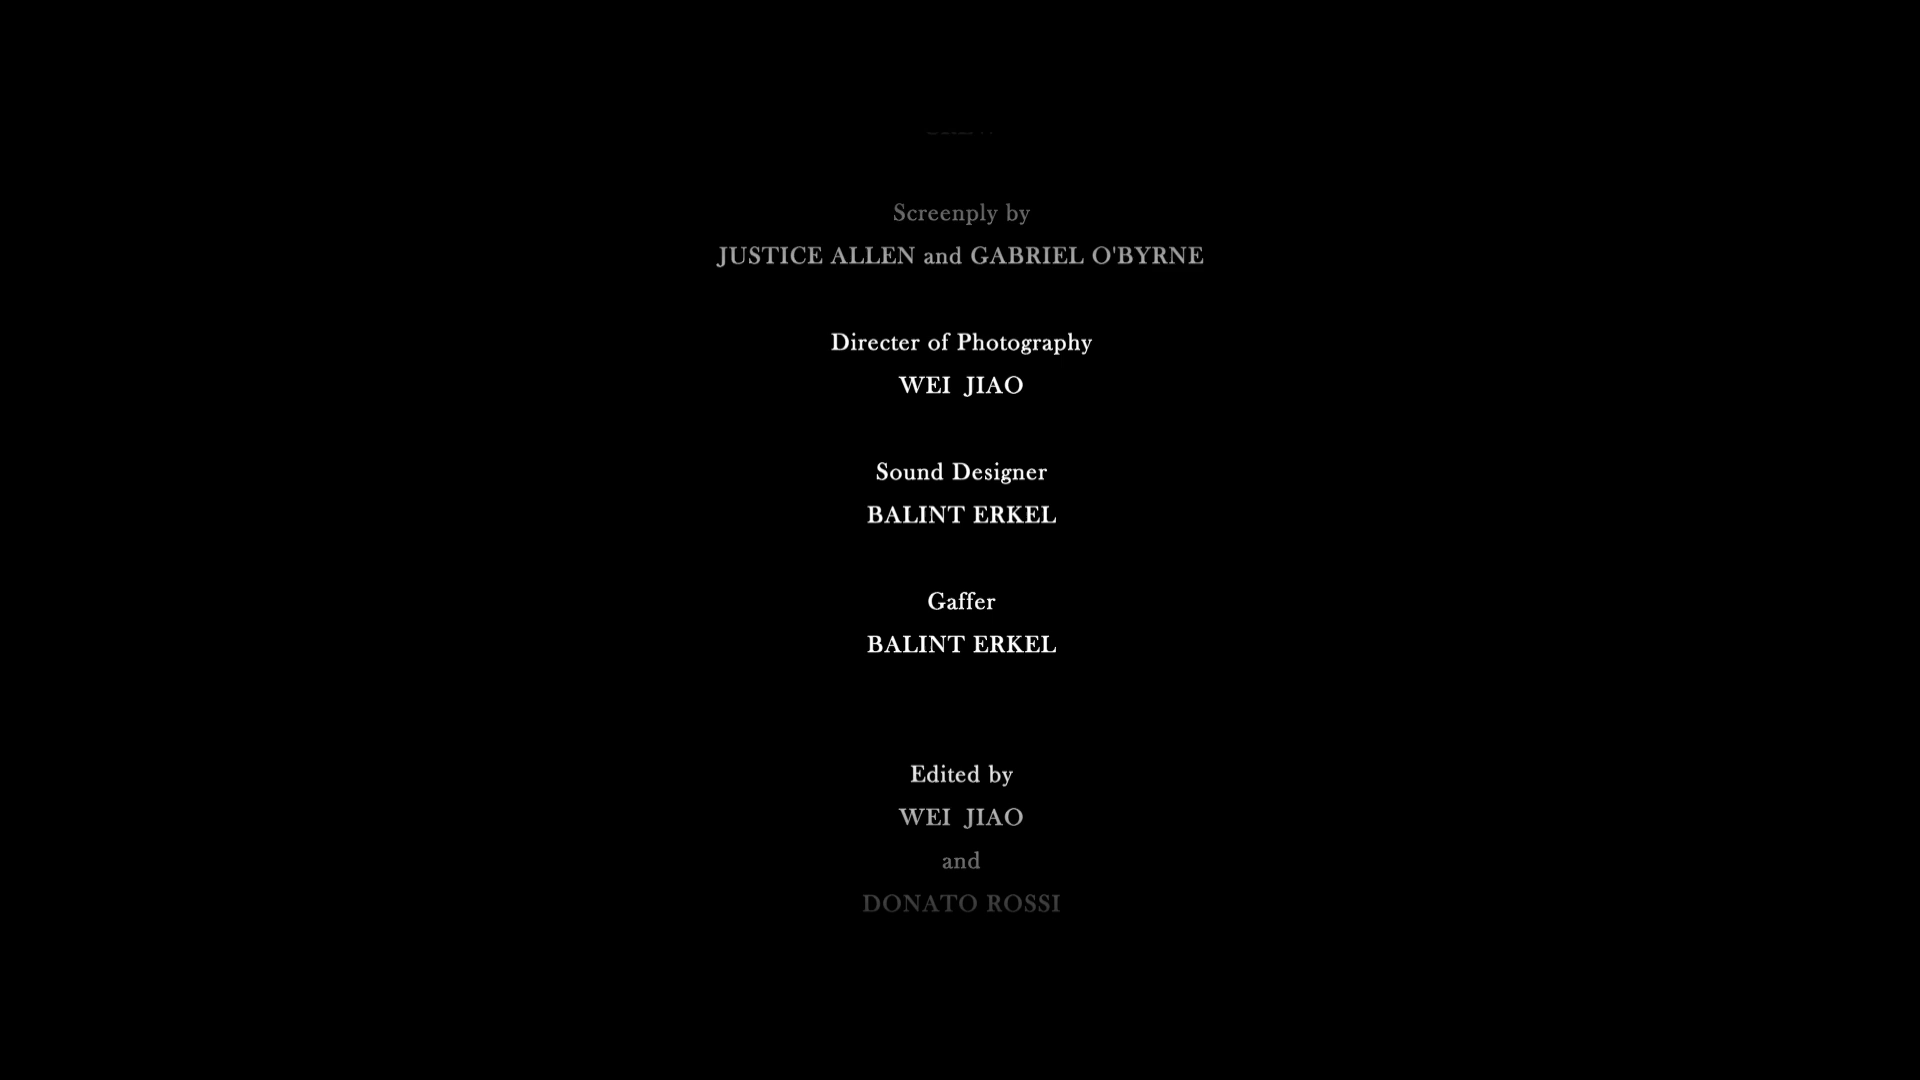 Screenply by
JUSTICE ALLEN and GABRIEL O'BYRNE
Directer of Photography
WEI JIAO
Sound Designer
BALINT ERKEL
Gaffer
BALINT ERKEL
Edited by
WEI JIAO
and
DONATO ROSSI